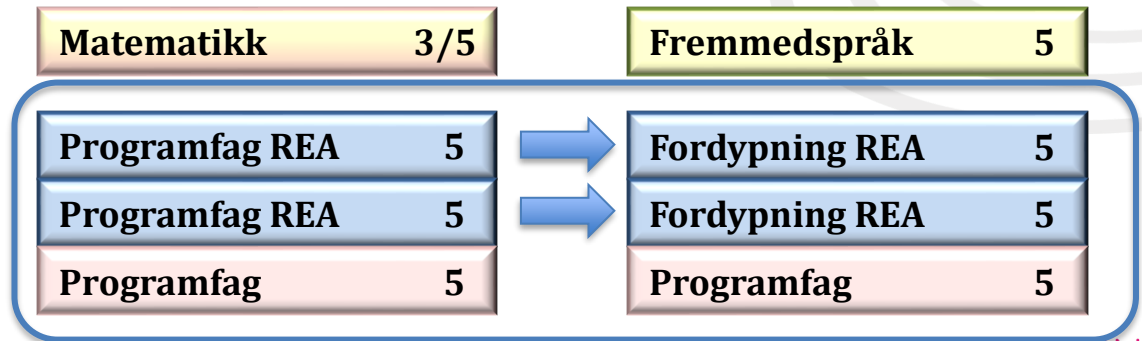 Matematikk 3/5 Fremmedspråk 5
Programfag REA 5 Fordypning REA 5
Programfag REA 5 Fordypning REA 5
Programfag 5 Programfag 5